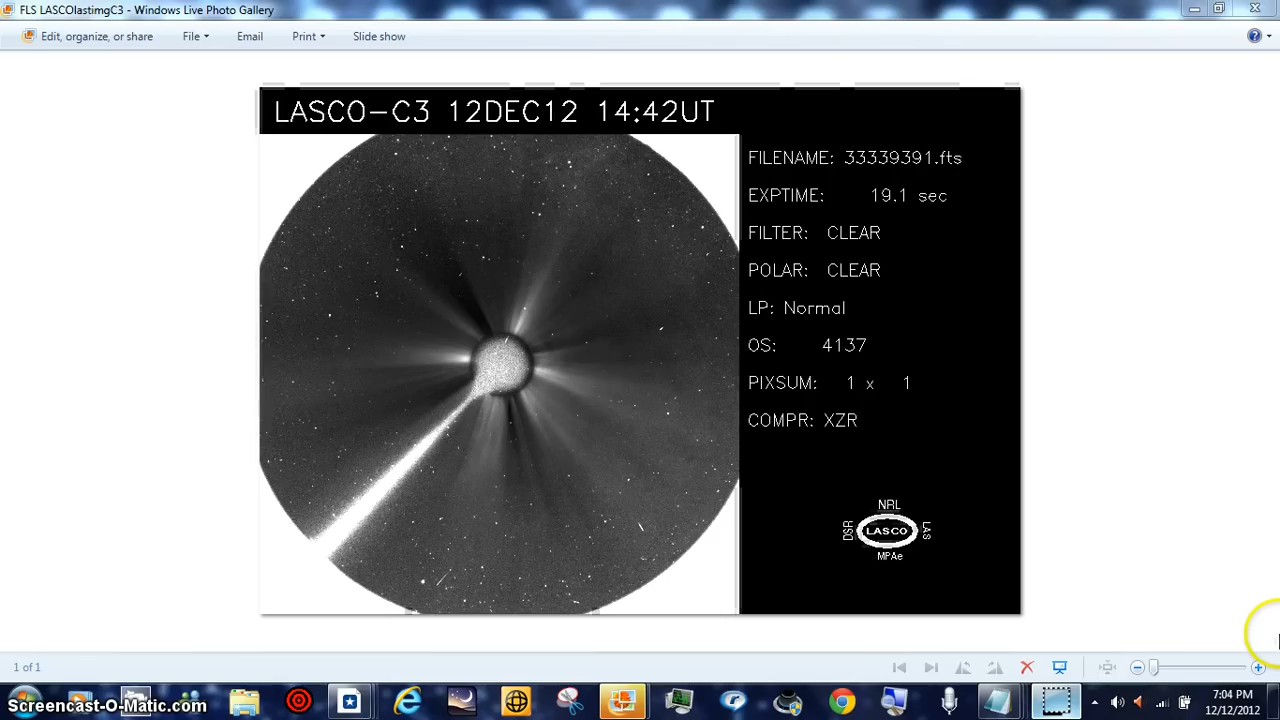 FLS LASCOlastimgC3 - Windows Live Photo Gallery
Edit, organize, or share File Email Print Slide show
LASCO-C3 12DEC12 14:42UT
FILENAME: 33339391.fts
EXPTIME: 19.1 sec
FILTER: CLEAR
POLAR: CLEAR
LP: Normal
OS: 4137
PIXSUM: 1 x 1
COMPR: XZR
NRL
DSR LASCO LAS
MPAe
1 of 1
Screencast-O-Matic.com
7:04 PM
12/12/2012